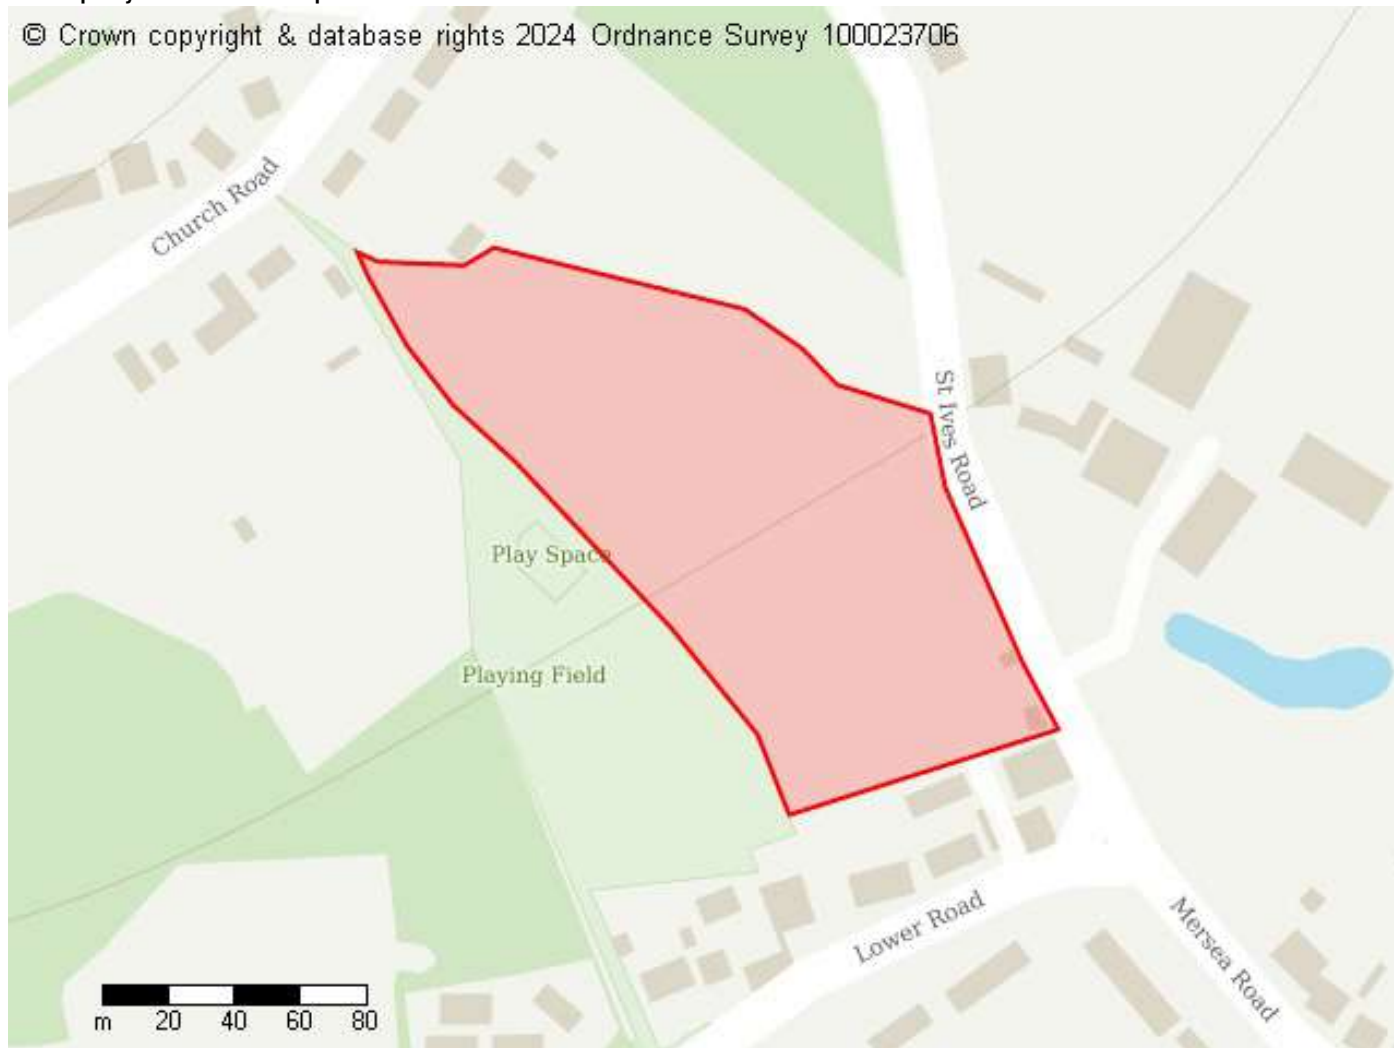 © Crown copyright & database rights 2024 Ordnance Survey 100023706
Church Road
St Ives Road
Play Space
Playing Field
Lower Road
Mersea Road
m 20 40 60 80